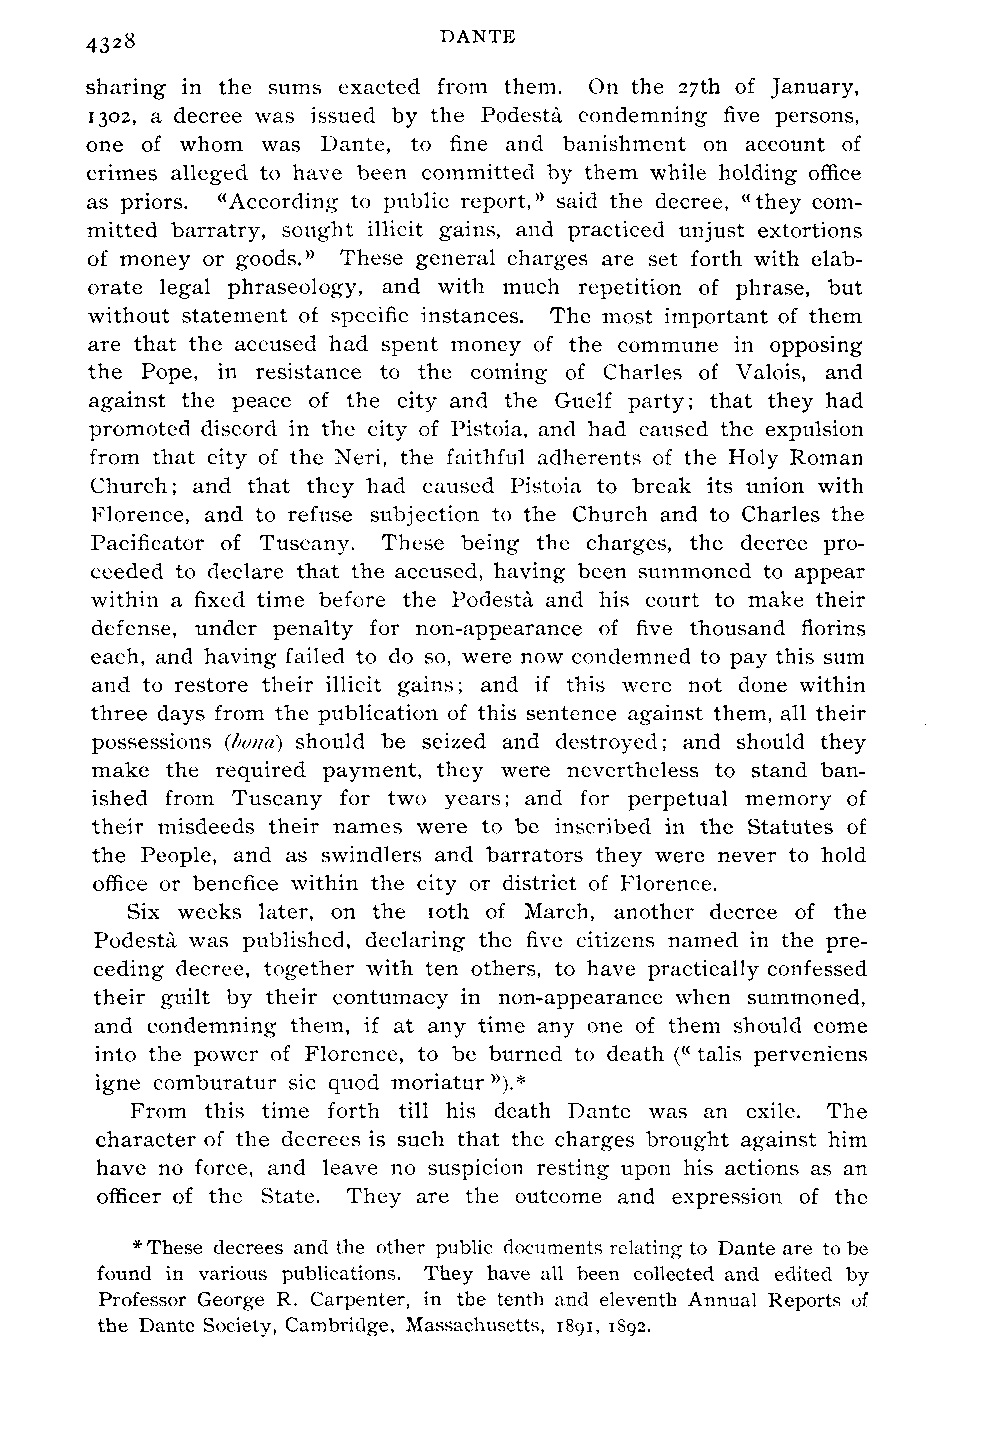 4328
DANTE
sharing in the sums exacted from them. On the 27th of January,
1302, a decree was issued by the Podestà condemning five persons,
one of whom was Dante, to fine and banishment on account of
crimes alleged to have been committed by them while holding office
as priors. «According to public report,» said the decree, «they com-
mitted barratry, sought illicit gains, and practiced unjust extortions
of money or goods.» These general charges are set forth with elab-
orate legal phraseology, and with much repetition of phrase, but
without statement of specific instances. The most important of them
are that the accused had spent money of the commune in opposing
the Pope, in resistance to the coming of Charles of Valois, and
against the peace of the city and the Guelf party; that they had
promoted discord in the city of Pistoia, and had caused the expulsion
from that city of the Neri, the faithful adherents of the Holy Roman
Church; and that they had caused Pistoia to break its union with
Florence, and to refuse subjection to the Church and to Charles the
Pacificator of Tuscany. These being the charges, the decree pro-
ceeded to declare that the accused, having been summoned to appear
within a fixed time before the Podestà and his court to make their
defense, under penalty for non-appearance of five thousand florins
each, and having failed to do so, were now condemned to pay this sum
and to restore their illicit gains; and if this were not done within
three days from the publication of this sentence against them, all their
possessions (bona) should be seized and destroyed; and should they
make the required payment, they were nevertheless to stand ban-
ished from Tuscany for two years; and for perpetual memory of
their misdeeds their names were to be inscribed in the Statutes of
the People, and as swindlers and barrators they were never to hold
office or benefice within the city or district of Florence.
Six weeks later, on the 10th of March, another decree of the
Podestà was published, declaring the five citizens named in the pre-
ceding decree, together with ten others, to have practically confessed
their guilt by their contumacy in non-appearance when summoned,
and condemning them, if at any time any one of them should come
into the power of Florence, to be burned to death («talis perveniens
igne comburatur sic quod moriatur»).*
From this time forth till his death Dante was an exile. The
character of the decrees is such that the charges brought against him
have no force, and leave no suspicion resting upon his actions as an
officer of the State. They are the outcome and expression of the
*These decrees and the other public documents relating to Dante are to be
found in various publications. They have all been collected and edited by
Professor George R. Carpenter, in the tenth and eleventh Annual Reports of
the Dante Society, Cambridge, Massachusetts, 1891, 1892.